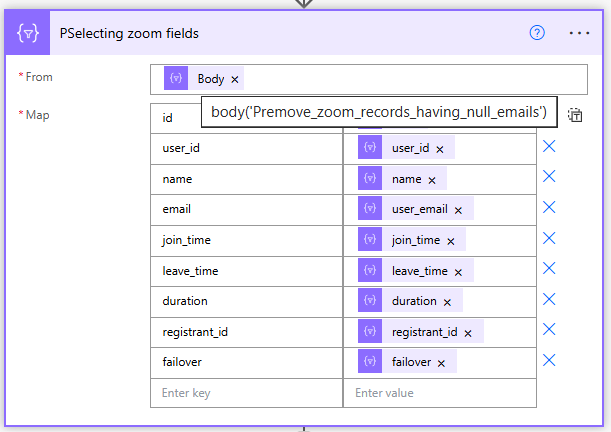 PSelecting zoom fields
* From
Body
* Map
id
body('Premove_zoom_records_having_null_emails')
user_id user_id
name name
email user_email
join_time join_time
leave_time leave_time
duration duration
registrant_id registrant_id
failover failover
Enter key Enter value